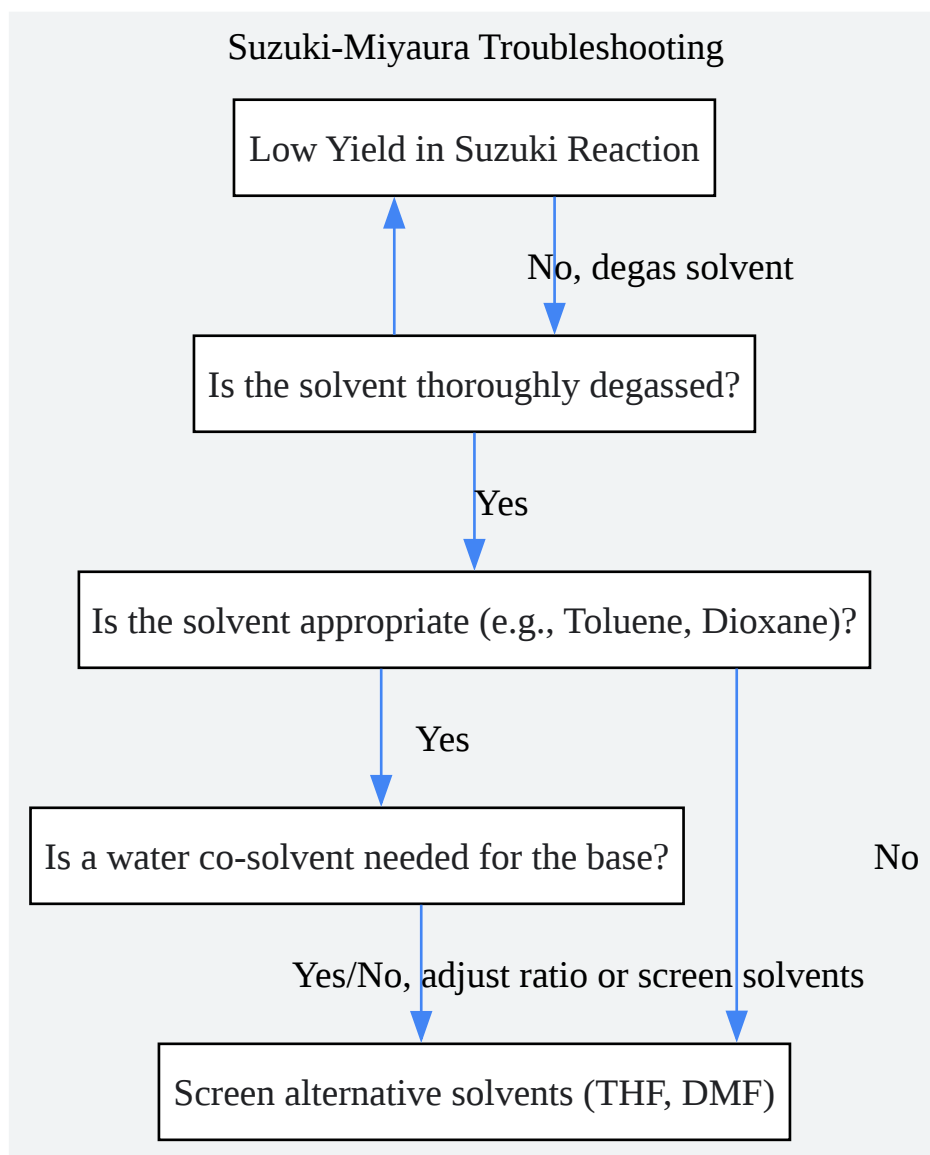 Suzuki-Miyaura Troubleshooting
Low Yield in Suzuki Reaction
No, degas solvent
Is the solvent thoroughly degassed?
Yes
Is the solvent appropriate (e.g., Toluene, Dioxane)?
Yes
Is a water co-solvent needed for the base?
No
Yes/No, adjust ratio or screen solvents
Screen alternative solvents (THF, DMF)